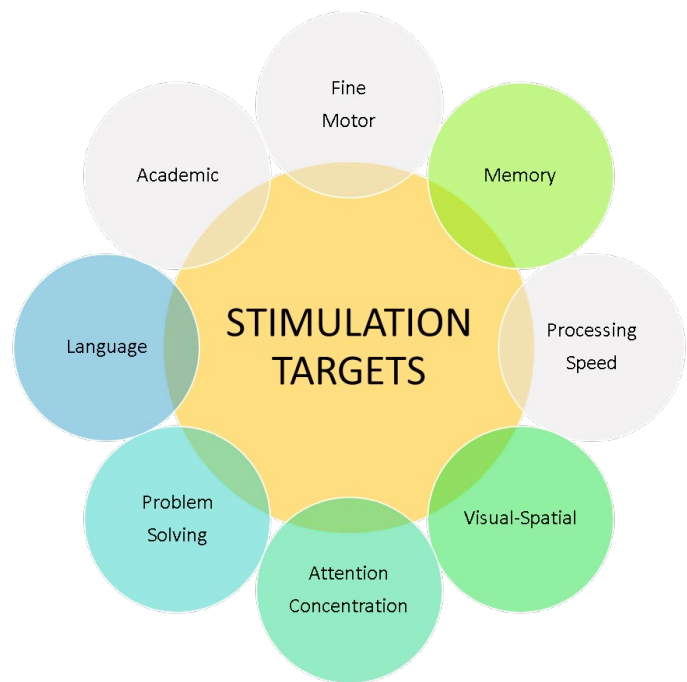 Fine
Motor
Memory
Processing
Speed
Visual-Spatial
Attention
Concentration
Problem
Solving
Language
Academic
STIMULATION
TARGETS